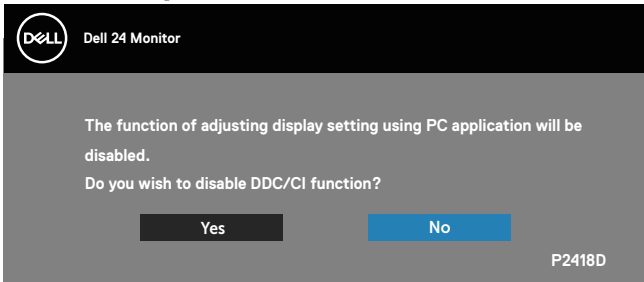 DELL
Dell 24 Monitor
The function of adjusting display setting using PC application will be
disabled.
Do you wish to disable DDC/CI function?
Yes
No
P2418D